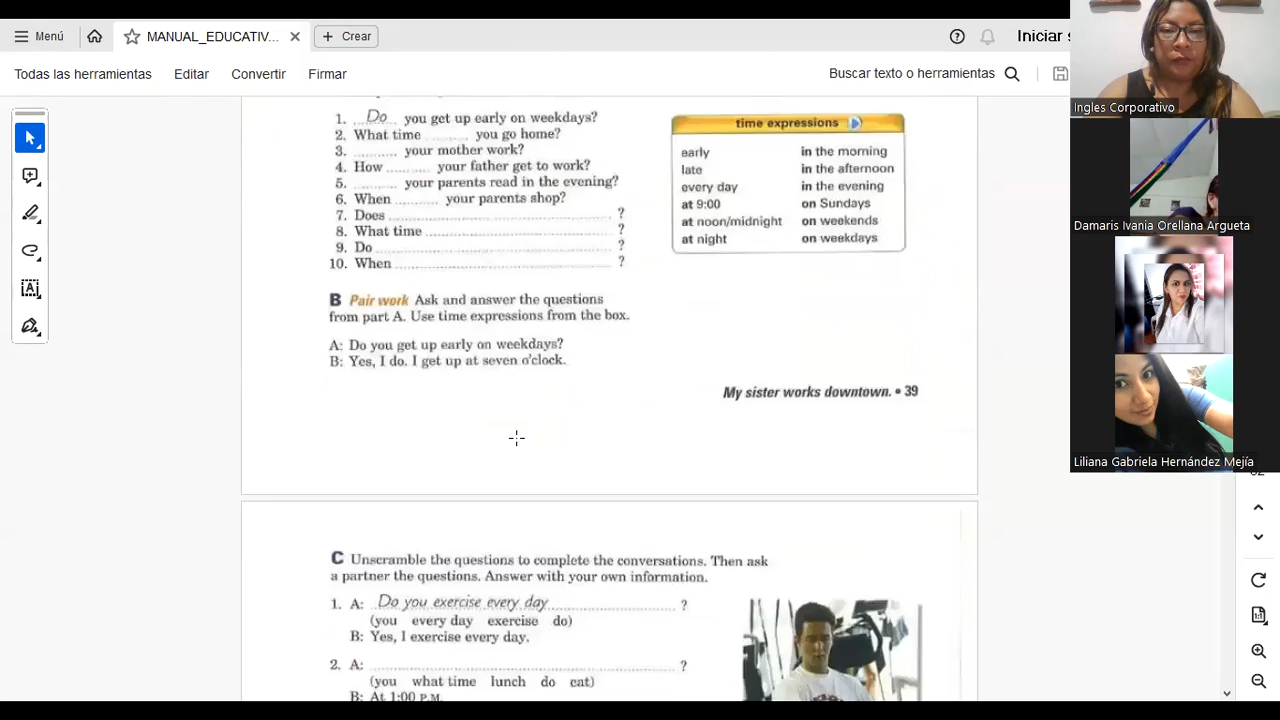 Menú
MANUAL_EDUCATIV...
Crear
Iniciar s
Todas las herramientas
Editar
Convertir
Firmar
Buscar texto o herramientas
1. Do you get up early on weekdays?
2. What time ........ you go home?
3. ........ your mother work?
4. How ........ your father get to work?
5. ........ your parents read in the evening?
6. When ........ your parents shop?
7. Does ........ ?
8. What time ........ ?
9. Do ........ ?
10. When ........ ?
time expressions
early in the morning
late in the afternoon
every day in the evening
at 9:00 on Sundays
at noon/midnight on weekends
at night on weekdays
B Pair work Ask and answer the questions
from part A. Use time expressions from the box.
A: Do you get up early on weekdays?
B: Yes, I do. I get up at seven o'clock.
My sister works downtown. • 39
C Unscramble the questions to complete the conversations. Then ask
a partner the questions. Answer with your own information.
1. A: Do you exercise every day ........ ?
(you every day exercise do)
B: Yes, I exercise every day.
2. A: ........ ?
(you what time lunch do eat)
B: At 1:00 P.M.
Ingles Corporativo
Damaris Ivania Orellana Argueta
Liliana Gabriela Hernández Mejía